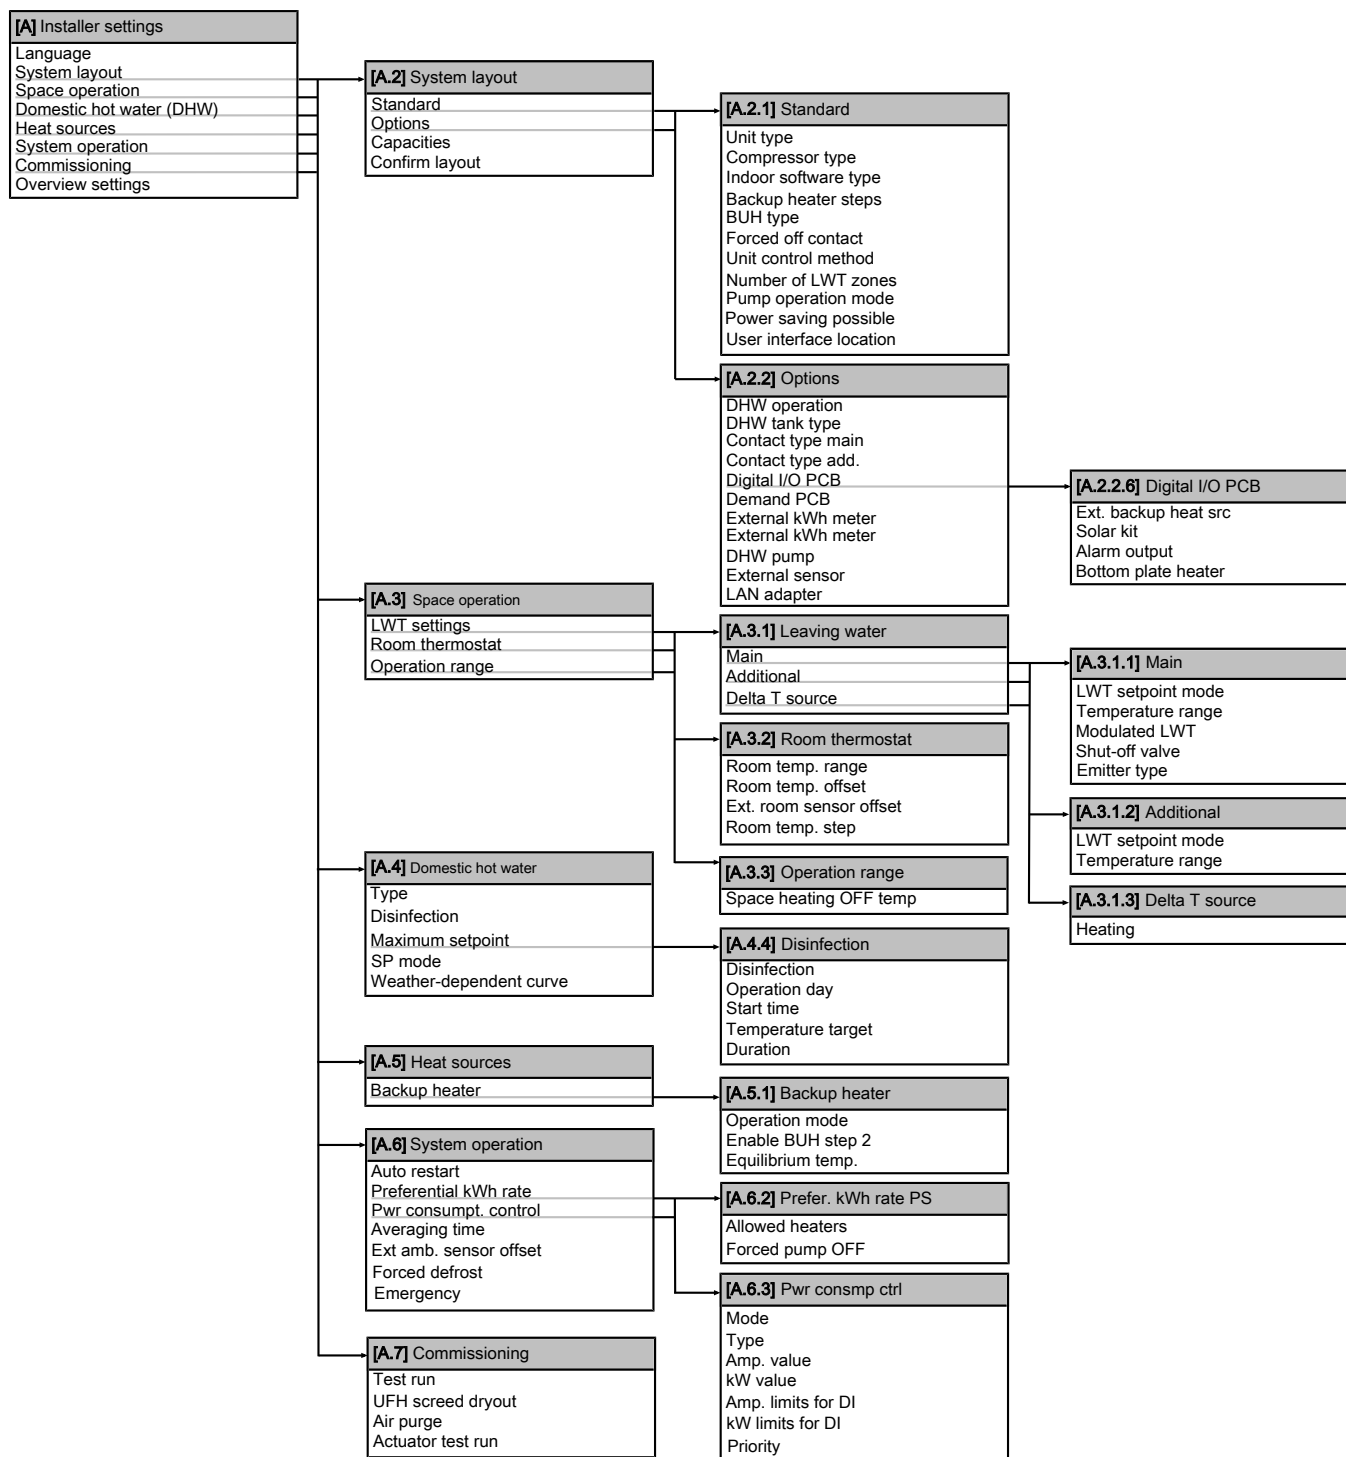 [A] Installer settings
Language
System layout
Space operation
Domestic hot water (DHW)
Heat sources
System operation
Commissioning
Overview settings
[A.2] System layout
Standard
Options
Capacities
Confirm layout
[A.2.1] Standard
Unit type
Compressor type
Indoor software type
Backup heater steps
BUH type
Forced off contact
Unit control method
Number of LWT zones
Pump operation mode
Power saving possible
User interface location
[A.2.2] Options
DHW operation
DHW tank type
Contact type main
Contact type add.
Digital I/O PCB
Demand PCB
External kWh meter
External kWh meter
DHW pump
External sensor
LAN adapter
[A.2.2.6] Digital I/O PCB
Ext. backup heat src
Solar kit
Alarm output
Bottom plate heater
[A.3] Space operation
LWT settings
Room thermostat
Operation range
[A.3.1] Leaving water
Main
Additional
Delta T source
[A.3.1.1] Main
LWT setpoint mode
Temperature range
Modulated LWT
Shut-off valve
Emitter type
[A.3.2] Room thermostat
Room temp. range
Room temp. offset
Ext. room sensor offset
Room temp. step
[A.3.1.2] Additional
LWT setpoint mode
Temperature range
[A.3.3] Operation range
Space heating OFF temp
[A.3.1.3] Delta T source
Heating
[A.4] Domestic hot water
Type
Disinfection
Maximum setpoint
SP mode
Weather-dependent curve
[A.4.4] Disinfection
Disinfection
Operation day
Start time
Temperature target
Duration
[A.5] Heat sources
Backup heater
[A.5.1] Backup heater
Operation mode
Enable BUH step 2
Equilibrium temp.
[A.6] System operation
Auto restart
Preferential kWh rate
Pwr consumpt. control
Averaging time
Ext amb. sensor offset
Forced defrost
Emergency
[A.6.2] Prefer. kWh rate PS
Allowed heaters
Forced pump OFF
[A.6.3] Pwr consmp ctrl
Mode
Type
Amp. value
kW value
Amp. limits for DI
kW limits for DI
Priority
[A.7] Commissioning
Test run
UFH screed dryout
Air purge
Actuator test run